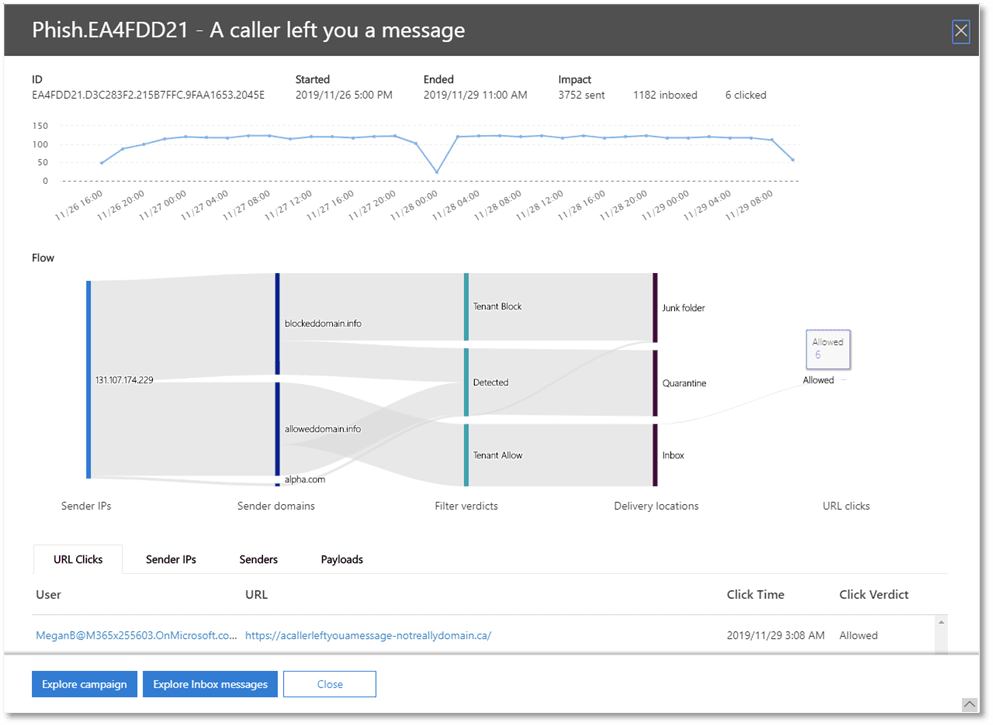 Phish.EA4FDD21 - A caller left you a message
ID Started Ended Impact
EA4FDD21.D3C283F2.215B7FFC.9FAA1653.2045E 2019/11/26 5:00 PM 2019/11/29 11:00 AM 3752 sent 1182 inboxed 6 clicked
150
100
50
0
11/26 16:00 11/26 20:00 11/27 00:00 11/27 04:00 11/27 08:00 11/27 12:00 11/27 16:00 11/27 20:00 11/28 00:00 11/28 04:00 11/28 08:00 11/28 12:00 11/28 16:00 11/28 20:00 11/29 00:00 11/29 04:00 11/29 08:00
Flow
Tenant Block Junk folder
blockeddomain.info
Allowed
6
131.107.174.229 Detected Quarantine Allowed
alloweddomain.info
Tenant Allow Inbox
alpha.com
Sender IPs Sender domains Filter verdicts Delivery locations URL clicks
URL Clicks Sender IPs Senders Payloads
User URL Click Time Click Verdict
MeganB@M365x255603.OnMicrosoft.co... https://acallerleftyouamessage-notreallydomain.ca/ 2019/11/29 3:08 AM Allowed
Explore campaign Explore Inbox messages Close